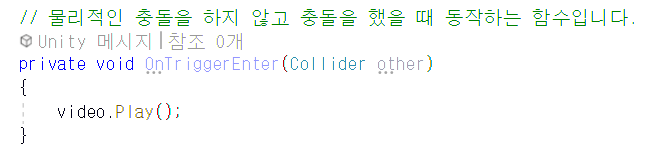 // 물리적인 충돌을 하지 않고 충돌을 했을 때 동작하는 함수입니다.
Unity 메시지|참조 0개
private void OnTriggerEnter(Collider other)
{
    video.Play();
}